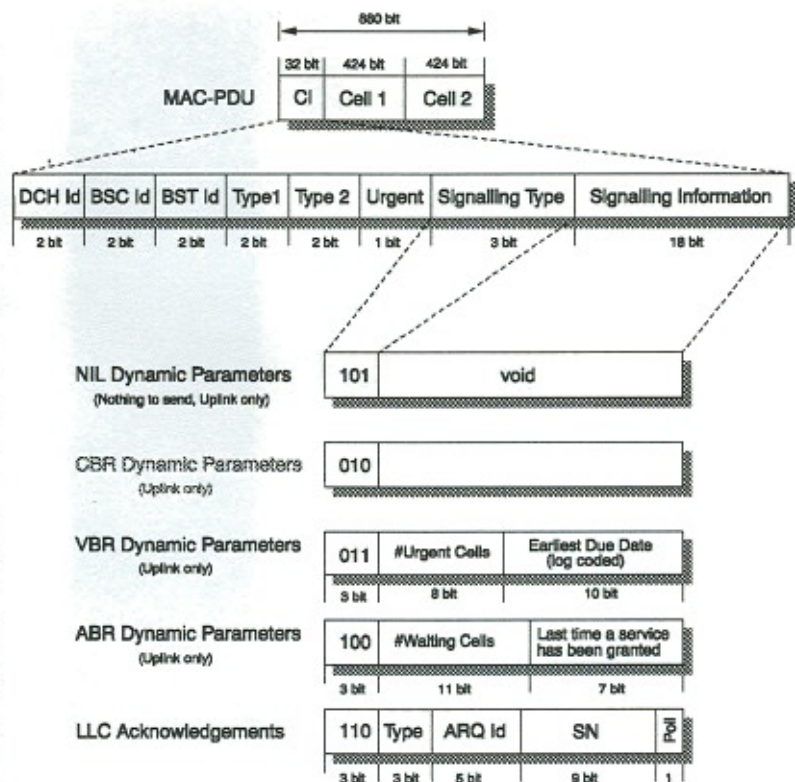 880 bit
32 bit 424 bit 424 bit
MAC-PDU CI Cell 1 Cell 2
DCH Id BSC Id BST Id Type1 Type 2 Urgent Signalling Type Signalling Information
2 bit 2 bit 2 bit 2 bit 2 bit 1 bit 3 bit 18 bit
NIL Dynamic Parameters 101 void
(Nothing to send, Uplink only)
CBR Dynamic Parameters 010
(Uplink only)
VBR Dynamic Parameters 011 #Urgent Cells Earliest Due Date
(Uplink only) (log coded)
3 bit 8 bit 10 bit
ABR Dynamic Parameters 100 #Waiting Cells Last time a service
(Uplink only) has been granted
3 bit 11 bit 7 bit
LLC Acknowledgements 110 Type ARQ Id SN Poll
3 bit 3 bit 5 bit 9 bit 1